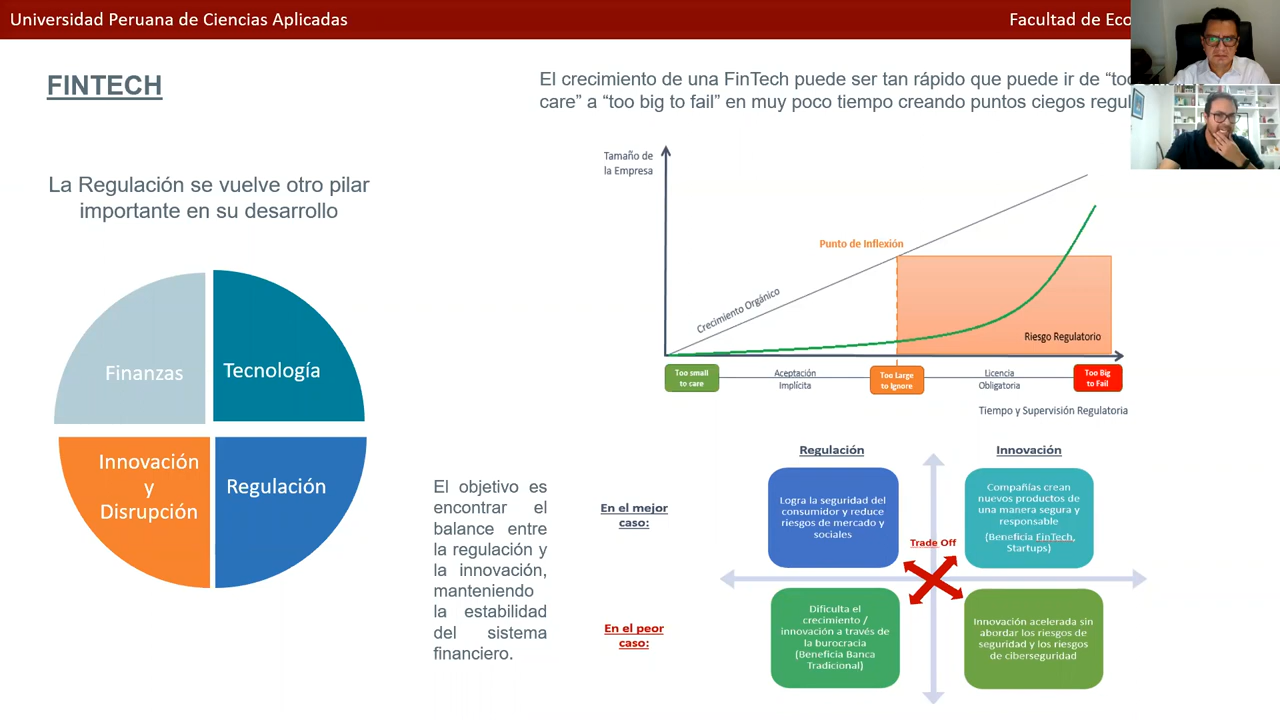 Universidad Peruana de Ciencias Aplicadas
Facultad de
FINTECH
La Regulación se vuelve otro pilar
importante en su desarrollo
Finanzas
Tecnología
Innovación
y
Disrupción
Regulación
El crecimiento de una FinTech puede ser tan rápido que puede ir de
care” a “too big to fail” en muy poco tiempo creando puntos ciegos
Tamaño de
la Empresa
Punto de Inflexión
Crecimiento Orgánico
Riesgo Regulatorio
Too small
to care
Aceptación
Implícita
Too Large
to Ignore
Licencia
Obligatoria
Too Big
to Fail
Tiempo y Supervisión Regulatoria
El objetivo es
encontrar el
balance entre
la regulación y
la innovación,
manteniendo
la estabilidad
del sistema
financiero.
Regulación
Innovación
En el mejor
caso:
Logra la seguridad del
consumidor y reduce
riesgos de mercado y
sociales
Compañías crean
nuevos productos de
una manera segura y
responsable
(Beneficia FinTech,
Startups)
Trade Off
En el peor
caso:
Dificulta el
crecimiento /
innovación a través de
la burocracia
(Beneficia Banca
Tradicional)
Innovación acelerada sin
abordar los riesgos de
seguridad y los riesgos
de ciberseguridad